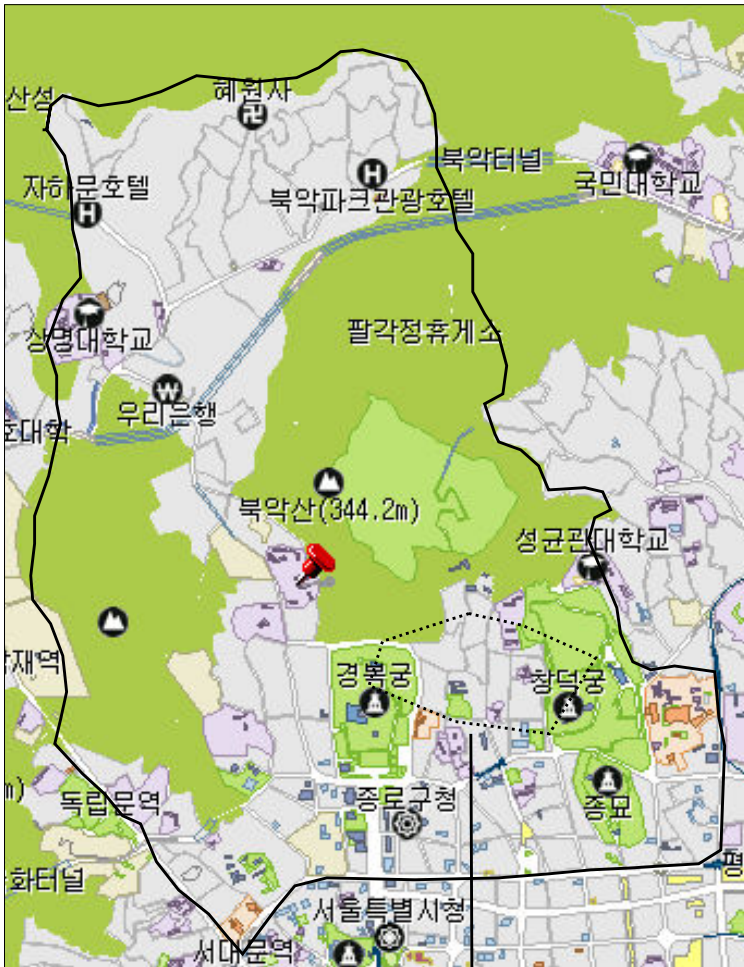 산성
혜원사
북악터널
국민대학교
자하문호텔
북악파크관광호텔
상명대학교
팔각정휴게소
우리은행
호대학
북악산(344.2m)
성균관대학교
재역
경복궁
창덕궁
m)
독립문역
종로구청
종묘
평
화터널
서울특별시청
서대문역